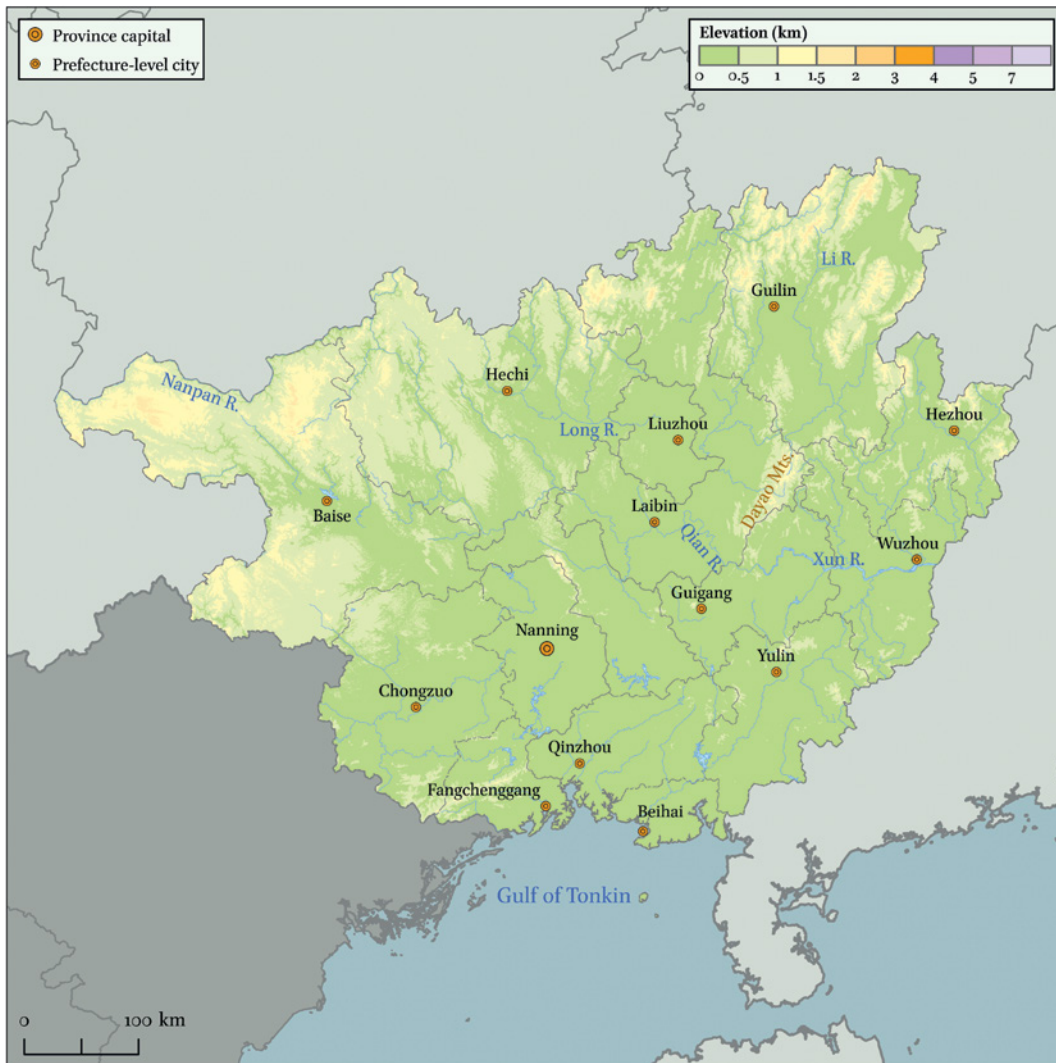 Province capital
Prefecture-level city
Elevation (km)
0 0.5 1 1.5 2 3 4 5 7
Li R.
Guilin
Hechi
Nanpan R.
Hezhou
Long R.
Liuzhou
Dayao Mts.
Baise
Laibin
Qian R.
Xun R.
Wuzhou
Guigang
Nanning
Yulin
Chongzuo
Qinzhou
Fangchenggang
Beihai
Gulf of Tonkin
0 100 km